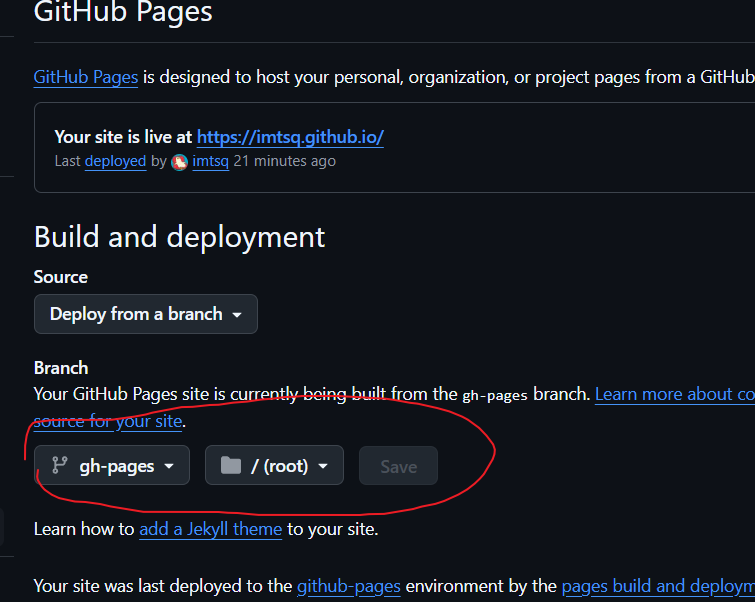 GitHub Pages
GitHub Pages is designed to host your personal, organization, or project pages from a GitHub
Your site is live at https://imtsq.github.io/
Last deployed by imtsq 21 minutes ago
Build and deployment
Source
Deploy from a branch
Branch
Your GitHub Pages site is currently being built from the gh-pages branch. Learn more about co
source for your site.
gh-pages / (root) Save
Learn how to add a Jekyll theme to your site.
Your site was last deployed to the github-pages environment by the pages build and deploym